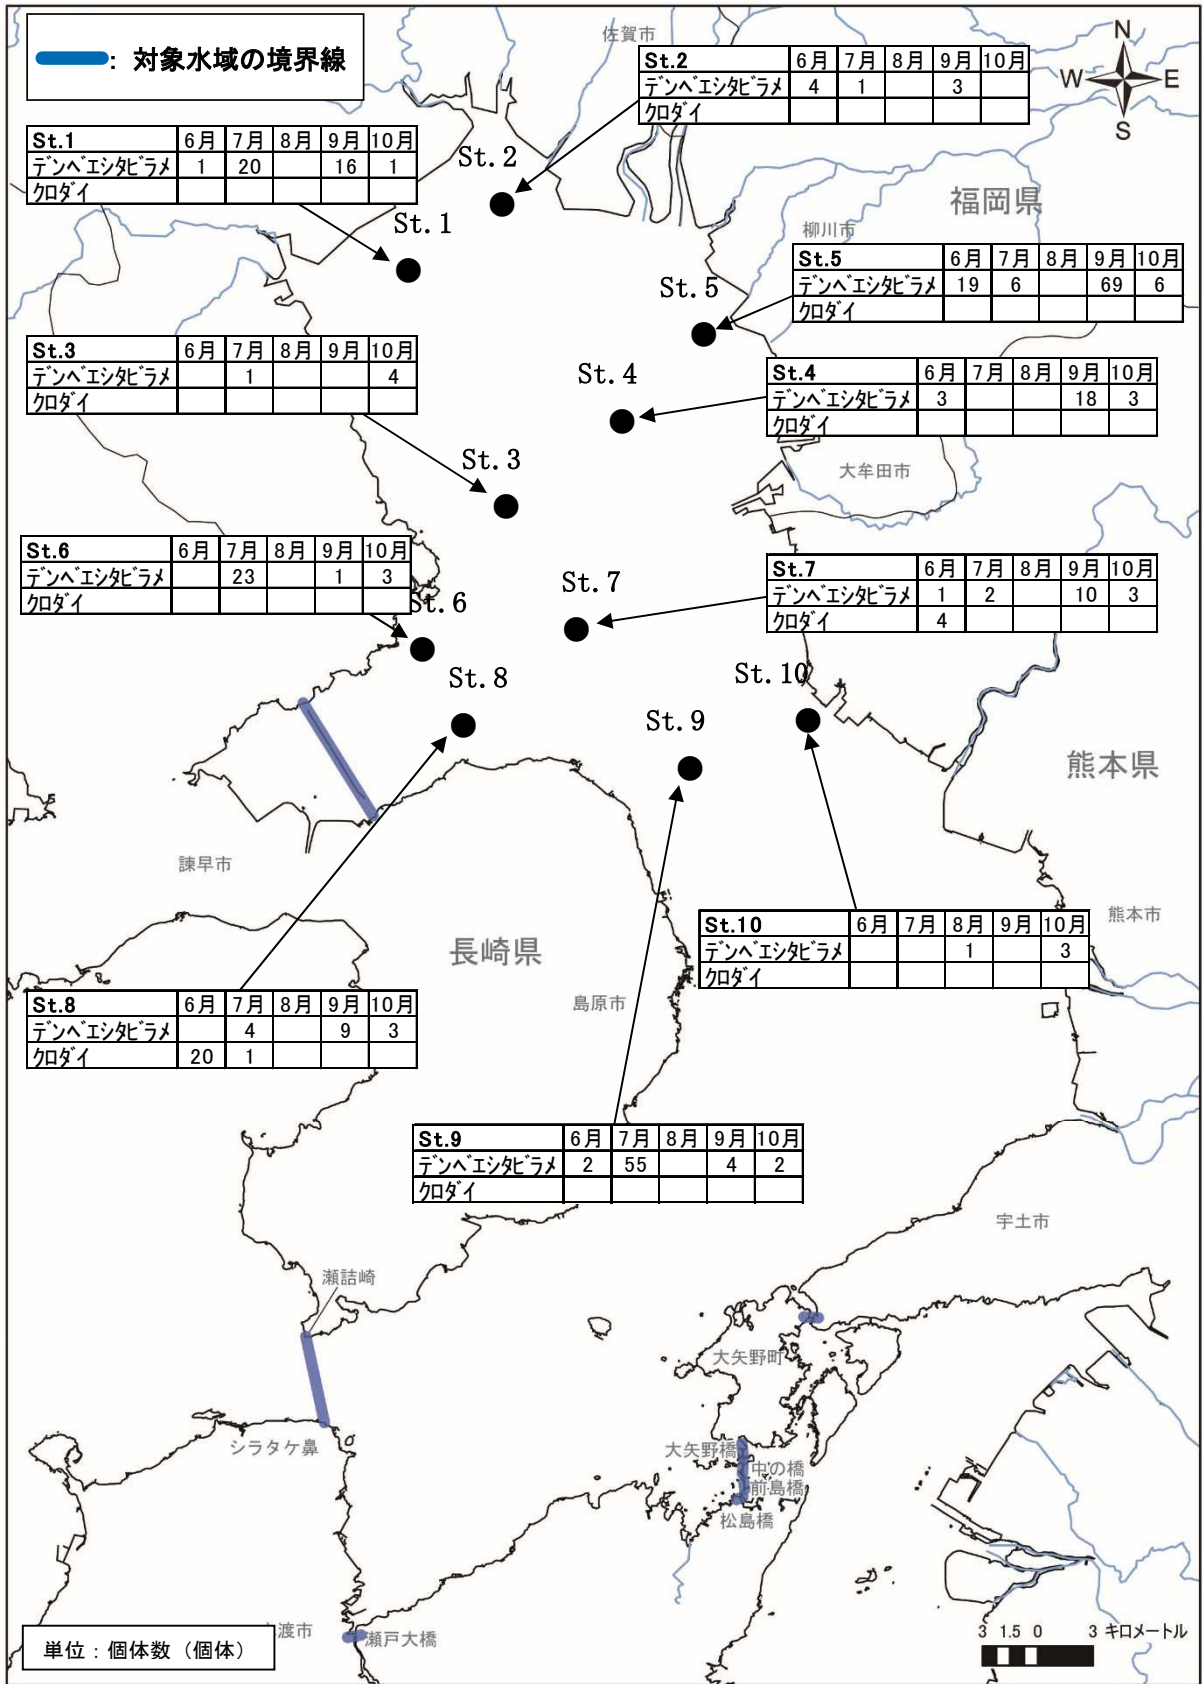 : 対象水域の境界線
佐賀市
N
W E
S
St.2 6月 7月 8月 9月 10月
デンベエシタビラメ 4 1 3
クロダイ
St.1 6月 7月 8月 9月 10月
デンベエシタビラメ 1 20 16 1
クロダイ
St.2
St.1
福岡県
柳川市
St.5 6月 7月 8月 9月 10月
デンベエシタビラメ 19 6 69 6
クロダイ
St.5
St.3 6月 7月 8月 9月 10月
デンベエシタビラメ 1 4
クロダイ
St.4
St.4 6月 7月 8月 9月 10月
デンベエシタビラメ 3 18 3
クロダイ
St.3
大牟田市
St.6 6月 7月 8月 9月 10月
デンベエシタビラメ 23 1 3
クロダイ
St.6
St.7
St.7 6月 7月 8月 9月 10月
デンベエシタビラメ 1 2 10 3
クロダイ 4
St.8
St.10
St.9
熊本県
諫早市
長崎県
島原市
熊本市
St.10 6月 7月 8月 9月 10月
デンベエシタビラメ 1 3
クロダイ
St.8 6月 7月 8月 9月 10月
デンベエシタビラメ 4 9 3
クロダイ 20 1
St.9 6月 7月 8月 9月 10月
デンベエシタビラメ 2 55 4 2
クロダイ
宇土市
瀬詰崎
大矢野町
シラタケ鼻
大矢野橋
中の橋
前島橋
松島橋
渡市
瀬戸大橋
単位：個体数（個体）
3 1.5 0 3 キロメートル